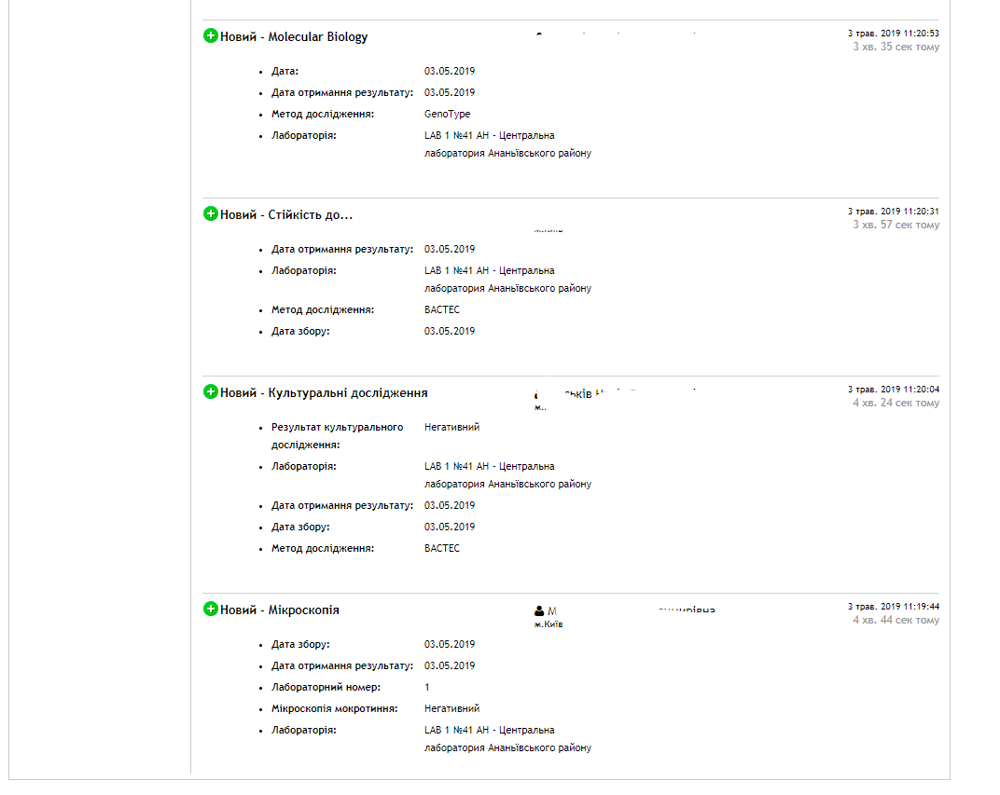 Новий - Molecular Biology
3 трав. 2019 11:20:53
3 хв. 35 сек тому
Дата: 03.05.2019
Дата отримання результату: 03.05.2019
Метод дослідження: GenoType
Лабораторія: LAB 1 №41 АН - Центральна
лаборатория Ананьївського району
Новий - Стійкість до...
3 трав. 2019 11:20:31
3 хв. 57 сек тому
Дата отримання результату: 03.05.2019
Лабораторія: LAB 1 №41 АН - Центральна
лаборатория Ананьївського району
Метод дослідження: BACTEC
Дата збору: 03.05.2019
Новий - Культуральні дослідження
3 трав. 2019 11:20:04
4 хв. 24 сек тому
Результат культурального Негативний
дослідження:
Лабораторія: LAB 1 №41 АН - Центральна
лаборатория Ананьївського району
Дата отримання результату: 03.05.2019
Дата збору: 03.05.2019
Метод дослідження: BACTEC
Новий - Мікроскопія
3 трав. 2019 11:19:44
м.Київ
4 хв. 44 сек тому
Дата збору: 03.05.2019
Дата отримання результату: 03.05.2019
Лабораторний номер: 1
Мікроскопія мокротиння: Негативний
Лабораторія: LAB 1 №41 АН - Центральна
лаборатория Ананьївського району